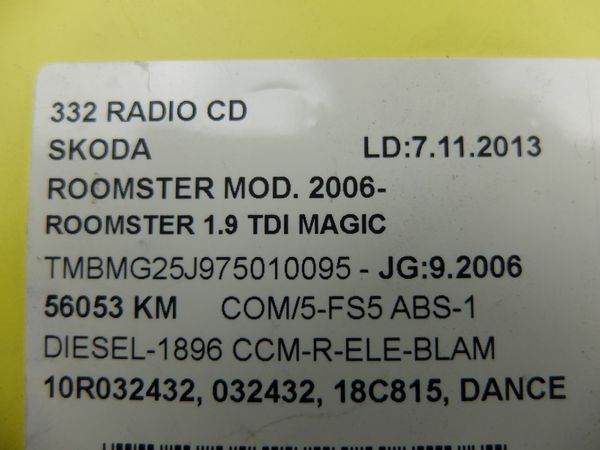 332 RADIO CD
SKODA LD:7.11.2013
ROOMSTER MOD. 2006-
ROOMSTER 1.9 TDI MAGIC
TMBMG25J975010095 - JG:9.2006
56053 KM COM/5-FS5 ABS-1
DIESEL-1896 CCM-R-ELE-BLAM
10R032432, 032432, 18C815, DANCE